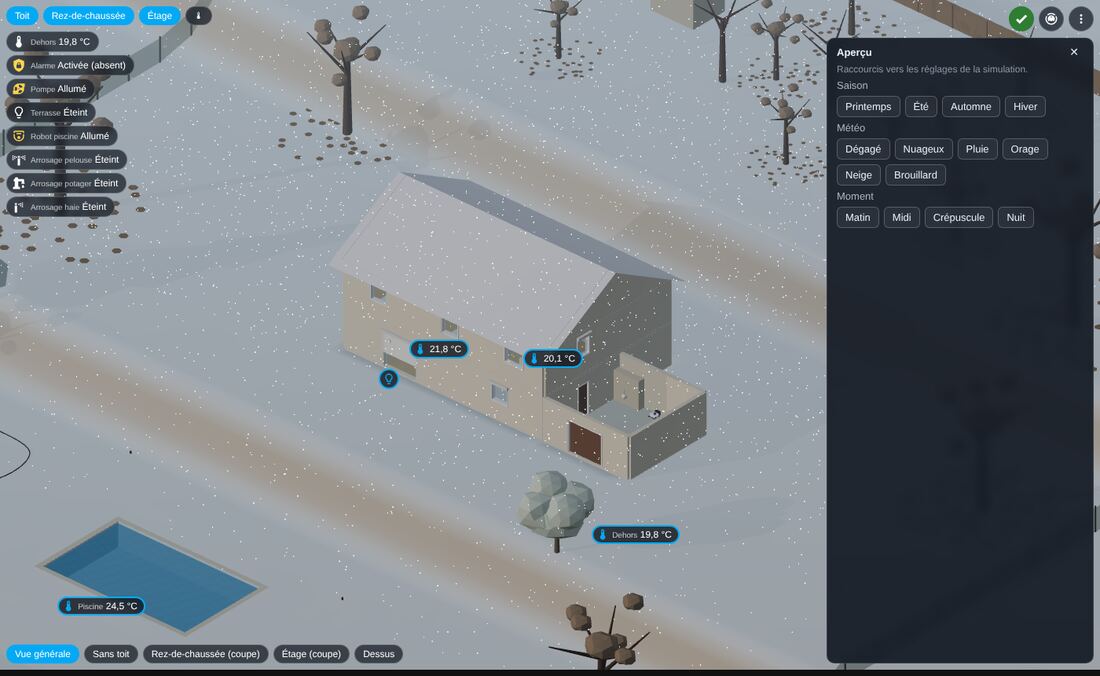 Toit
Rez-de-chaussée
Étage
Dehors 19,8 °C
Alarme Activée (absent)
Pompe Allumé
Terrasse Éteint
Robot piscine Allumé
Arrosage pelouse Éteint
Arrosage potager Éteint
Arrosage haie Éteint
21,8 °C
20,1 °C
Dehors 19,8 °C
Piscine 24,5 °C
Vue générale
Sans toit
Rez-de-chaussée (coupe)
Étage (coupe)
Dessus
Aperçu
Raccourcis vers les réglages de la simulation.
Saison
Printemps Été Automne Hiver
Météo
Dégagé Nuageux Pluie Orage
Neige Brouillard
Moment
Matin Midi Crépuscule Nuit